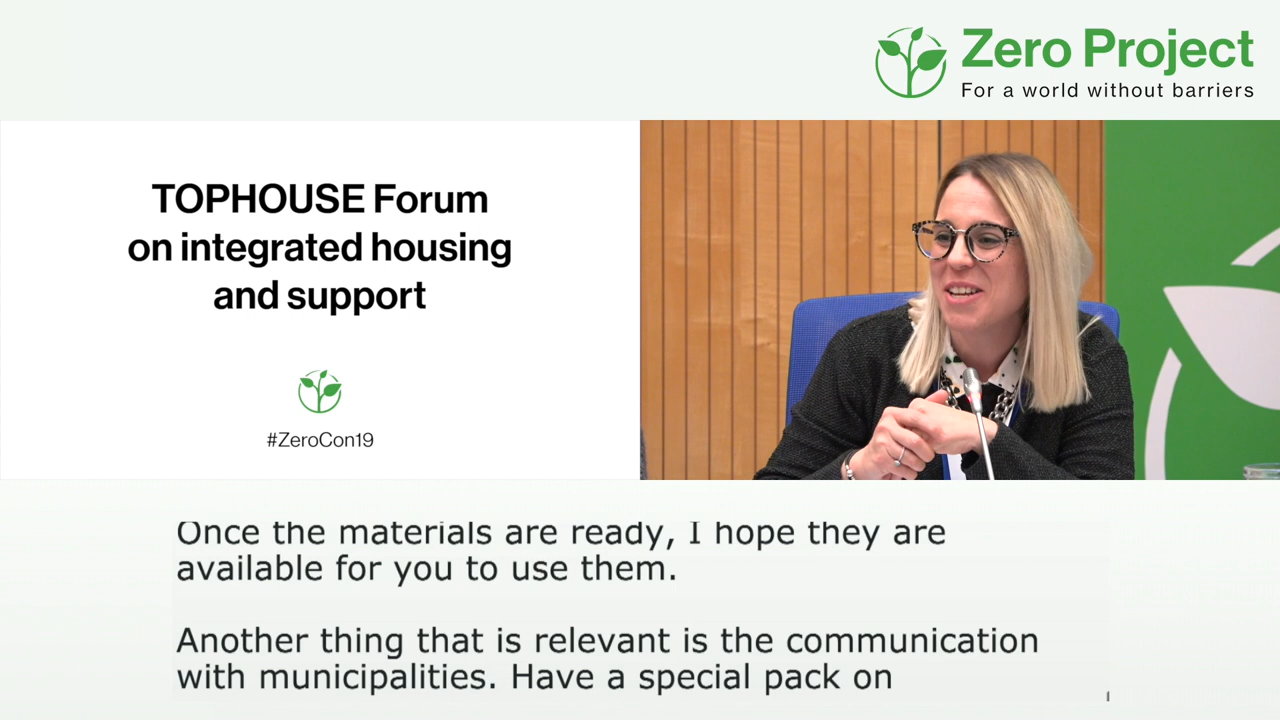 Zero Project
For a world without barriers
TOPHOUSE Forum
on integrated housing
and support
#ZeroCon19
Once the materials are ready, I hope they are
available for you to use them.
Another thing that is relevant is the communication
with municipalities. Have a special pack on